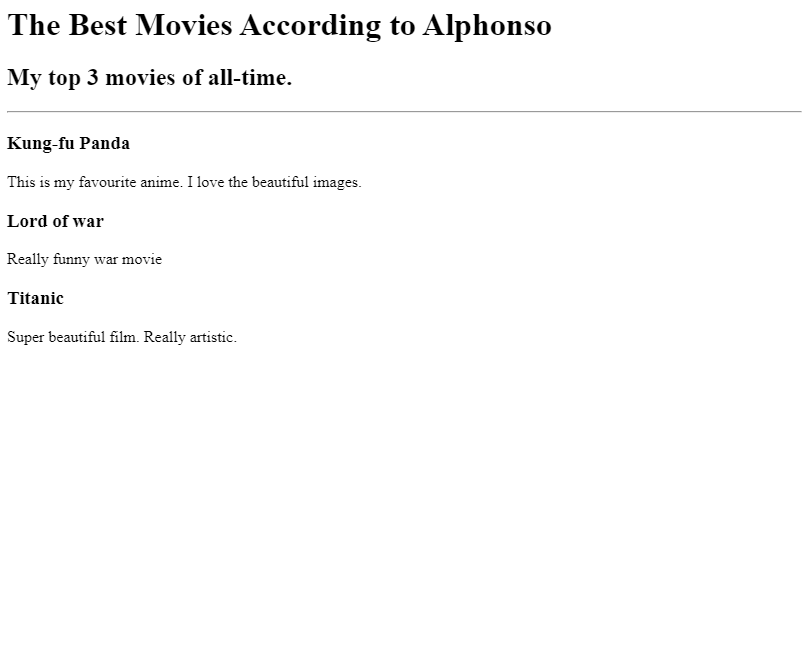 The Best Movies According to Alphonso
My top 3 movies of all-time.
Kung-fu Panda
This is my favourite anime. I love the beautiful images.
Lord of war
Really funny war movie
Titanic
Super beautiful film. Really artistic.